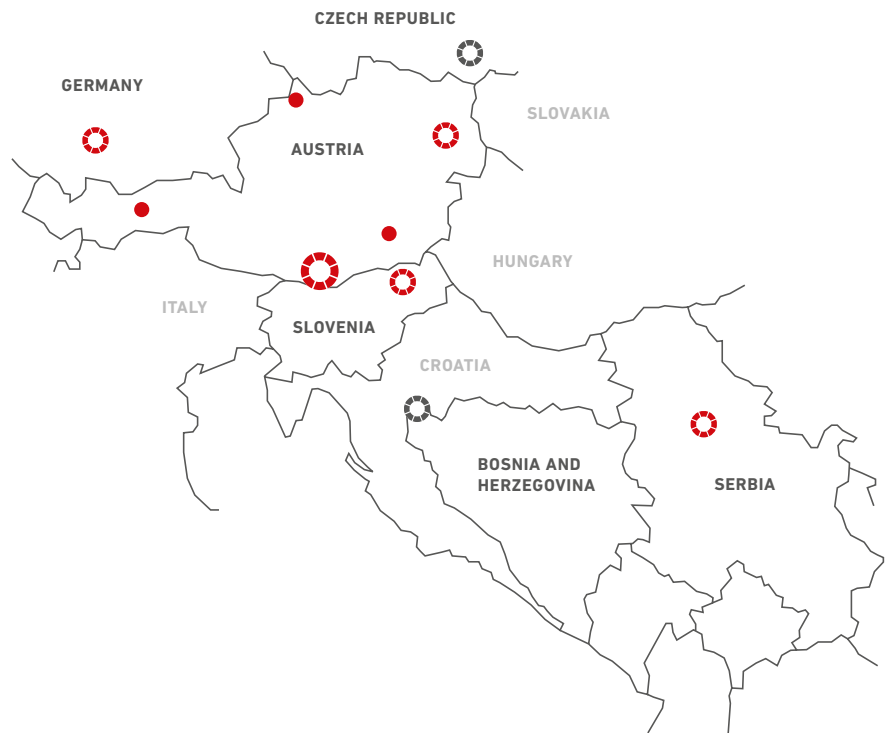 CZECH REPUBLIC
GERMANY
SLOVAKIA
AUSTRIA
HUNGARY
ITALY
SLOVENIA
CROATIA
BOSNIA AND
HERZEGOVINA
SERBIA